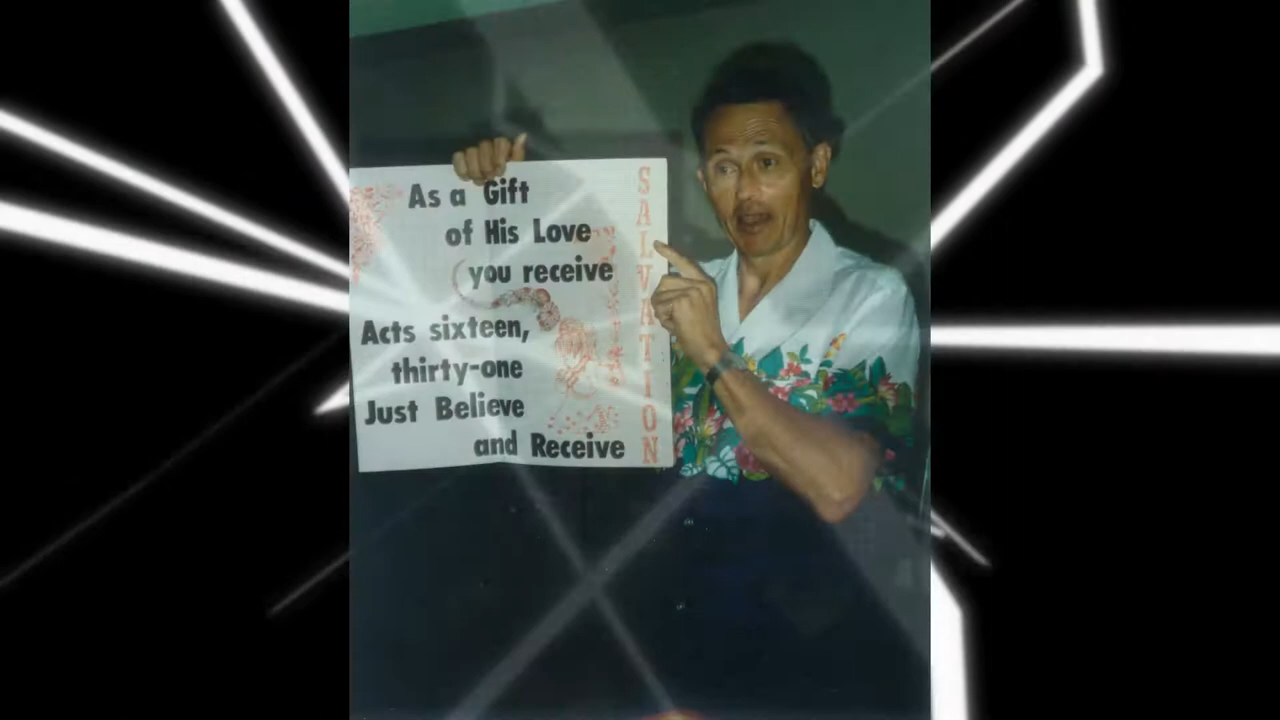 As a Gift
of His Love
you receive
Acts sixteen,
thirty-one
Just Believe
and Receive
SALVATION